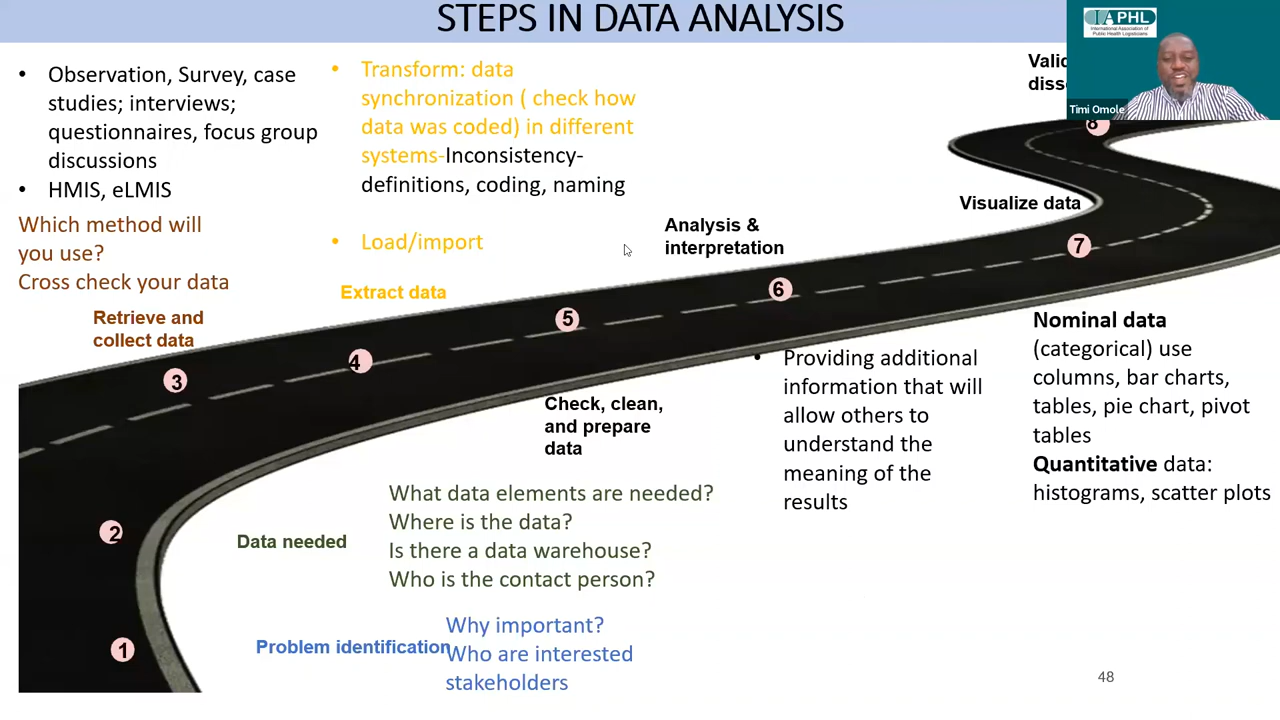 STEPS IN DATA ANALYSIS
IAPHL
International Association of
Public Health Logisticians
Timi Omole
• Observation, Survey, case
studies; interviews;
questionnaires, focus group
discussions
• HMIS, eLMIS
Which method will
you use?
Cross check your data
Retrieve and
collect data
• Transform: data
synchronization ( check how
data was coded) in different
systems-Inconsistency-
definitions, coding, naming
• Load/import
Extract data
Analysis &
interpretation
Visualize data
8
7
6
5
4
3
2
1
Check, clean,
and prepare
data
• Providing additional
information that will
allow others to
understand the
meaning of the
results
Nominal data
(categorical) use
columns, bar charts,
tables, pie chart, pivot
tables
Quantitative data:
histograms, scatter plots
Data needed
What data elements are needed?
Where is the data?
Is there a data warehouse?
Who is the contact person?
Problem identification
Why important?
Who are interested
stakeholders
48